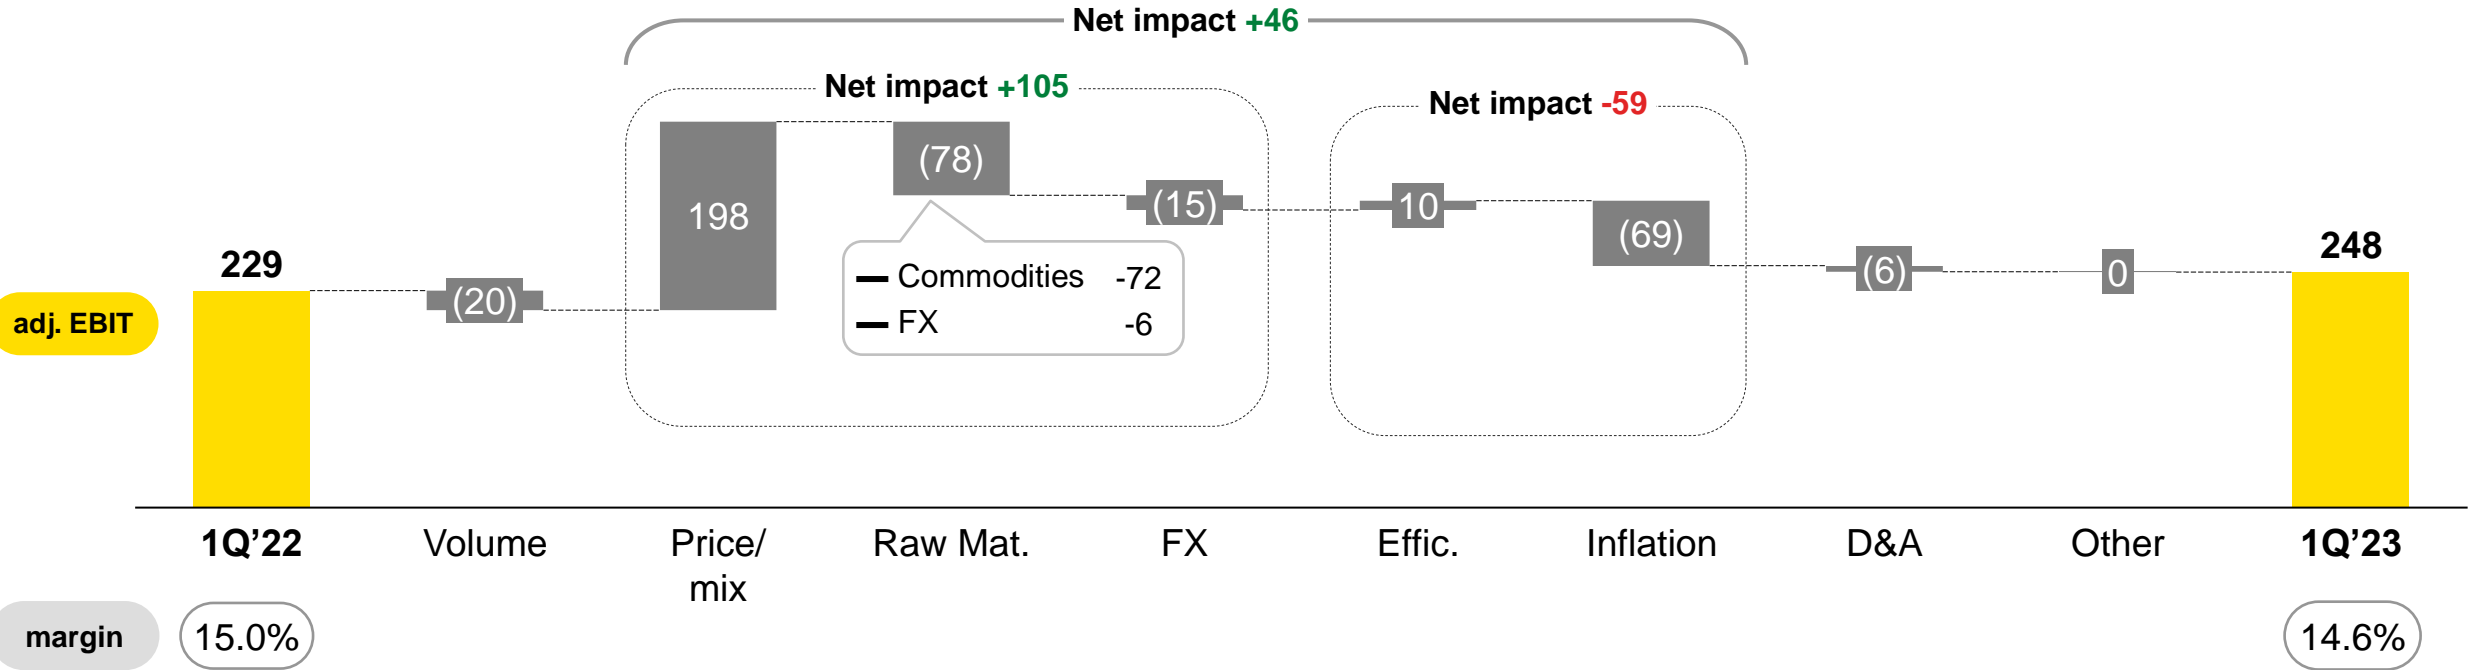 Net impact +46
Net impact +105
Net impact -59
198
(78)
(15)
10
(69)
229
(20)
(6)
0
248
Commodities -72
FX -6
adj. EBIT
1Q’22
Volume
Price/
mix
Raw Mat.
FX
Effic.
Inflation
D&A
Other
1Q’23
margin
15.0%
14.6%